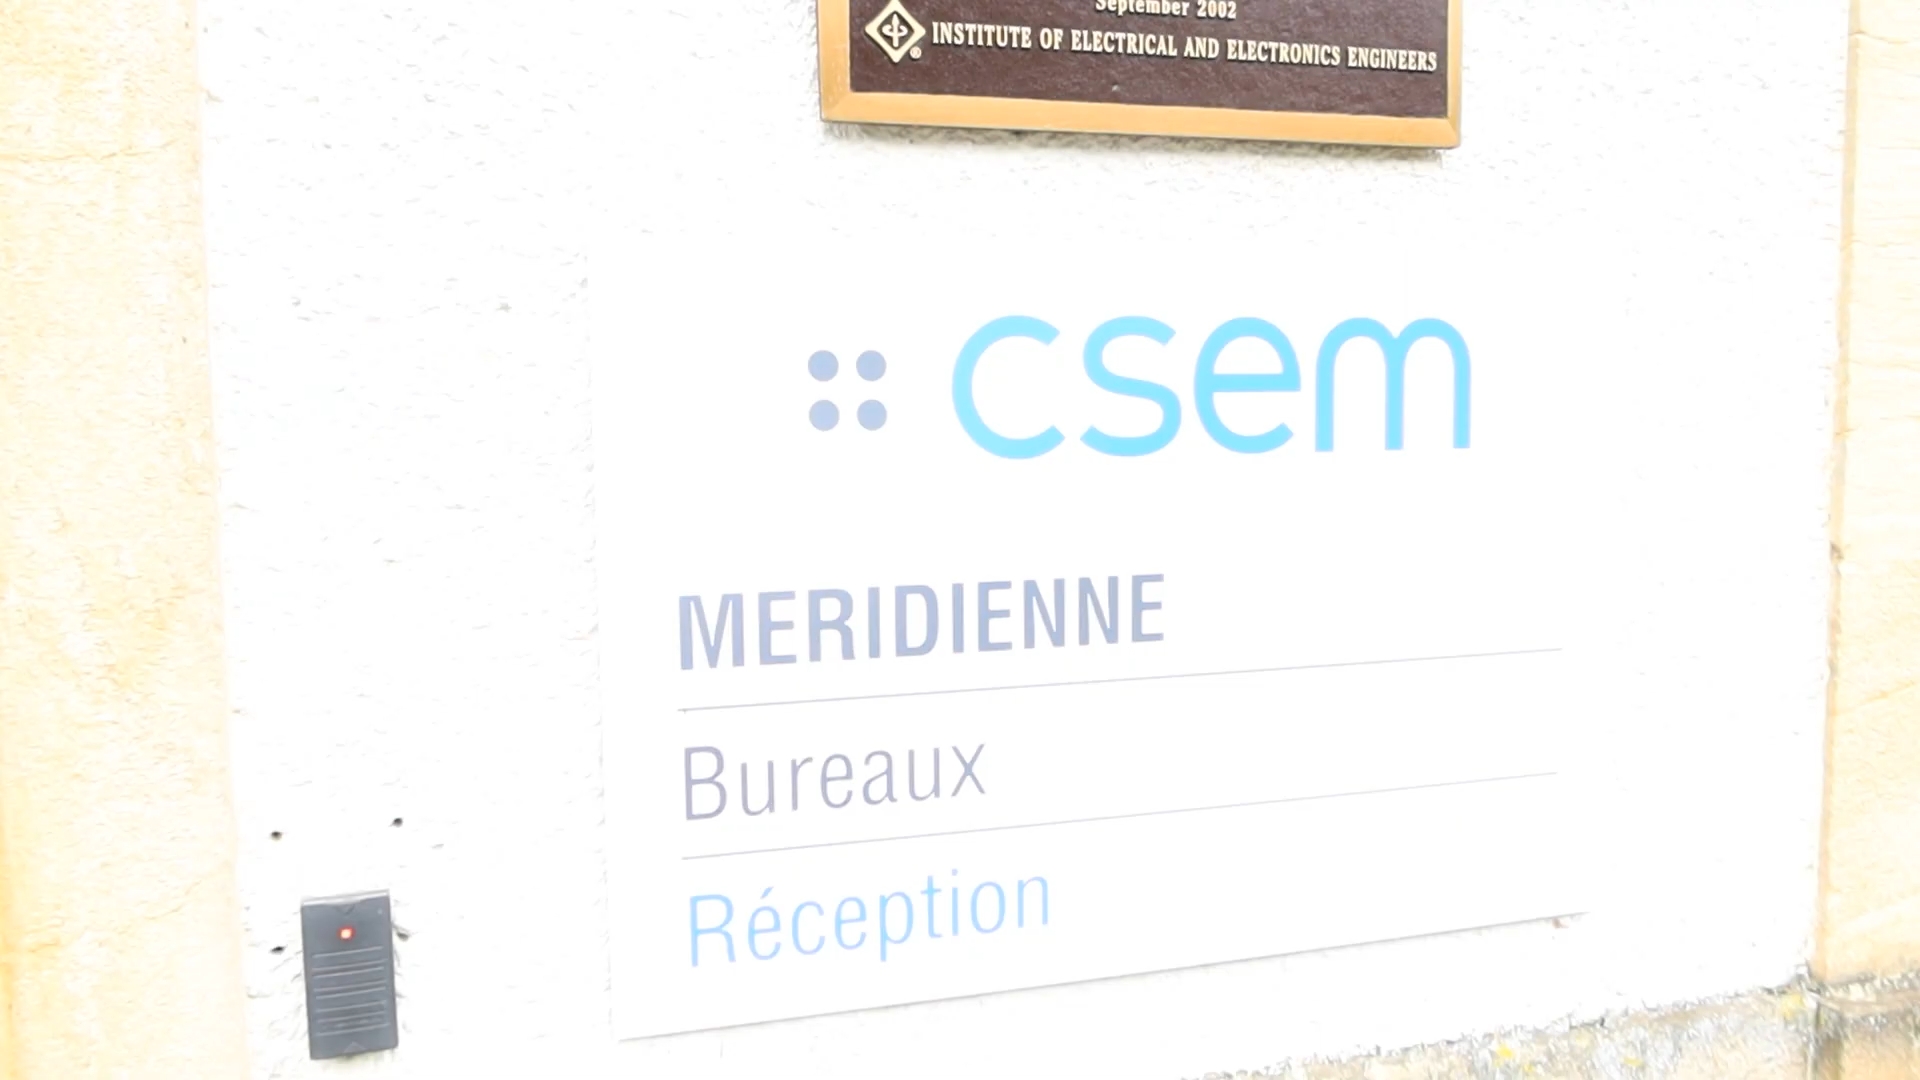 September 2002
INSTITUTE OF ELECTRICAL AND ELECTRONICS ENGINEERS
csem
MERIDIENNE
Bureaux
Réception